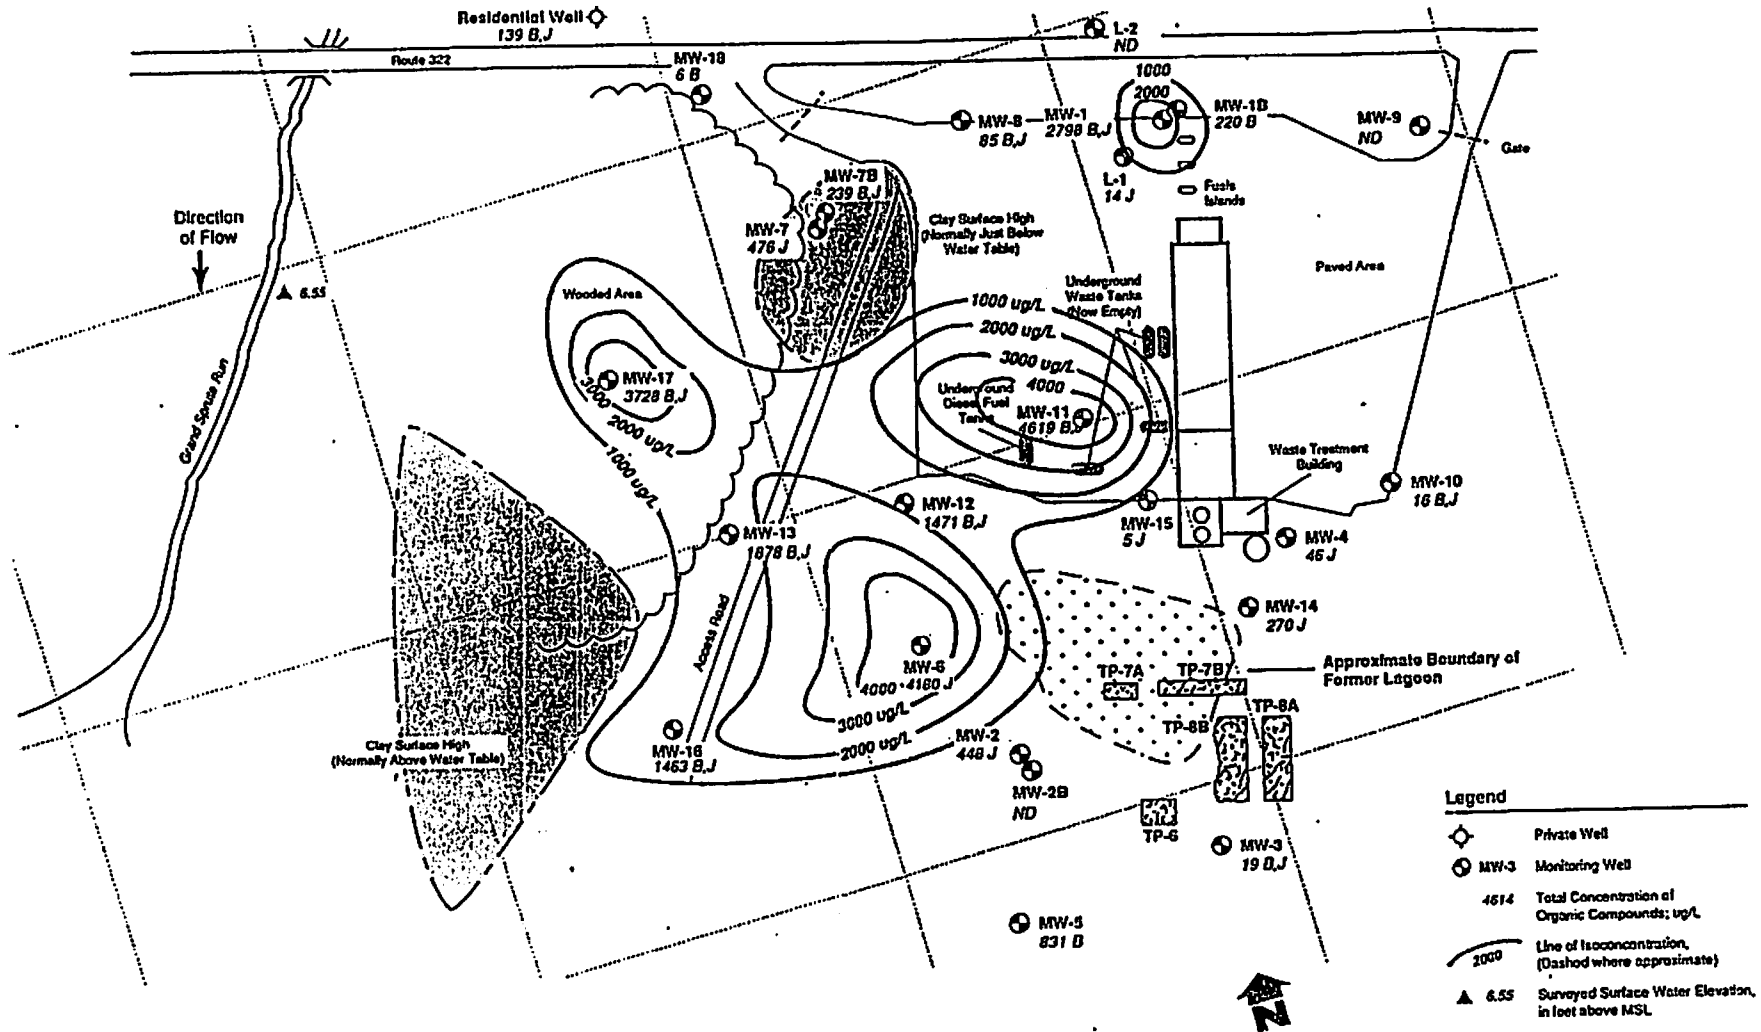 Residential Well
139 B,J
L-2
ND
Route 322
MW-18
6 B
1000
2000
MW-8
85 B,J
MW-1
2798 B,J
MW-1B
220 B
MW-9
ND
Gate
L-1
14 J
Fuels
Islands
MW-7B
239 B,J
MW-7
476 J
Clay Surface High
(Normally Just Below
Water Table)
Direction
of Flow
6.55
Paved Area
Wooded Area
Underground
Waste Tanks
(Now Empty)
1000 ug/L
2000 ug/L
3000 ug/L
4000
Underground
Diesel Fuel
Tanks
MW-11
4619 B,J
Grand Spruce Run
MW-17
3728 B,J
3000
2000 ug/L
1000 ug/L
Waste Treatment
Building
MW-10
16 B,J
MW-12
1471 B,J
MW-15
5 J
MW-13
1878 B,J
MW-4
46 J
MW-14
270 J
Access Road
MW-6
4160 J
4000
3000 ug/L
2000 ug/L
TP-7A
TP-7B
Approximate Boundary of
Former Lagoon
TP-8A
TP-8B
MW-16
1463 B,J
MW-2
448 J
Clay Surface High
(Normally Above Water Table)
MW-2B
ND
TP-6
MW-3
19 B,J
MW-5
831 B
N
Legend
Private Well
MW-3 Monitoring Well
4614 Total Concentration of
Organic Compounds; ug/L
2000 Line of Isoconcentration,
(Dashed where approximate)
6.55 Surveyed Surface Water Elevation,
in feet above MSL